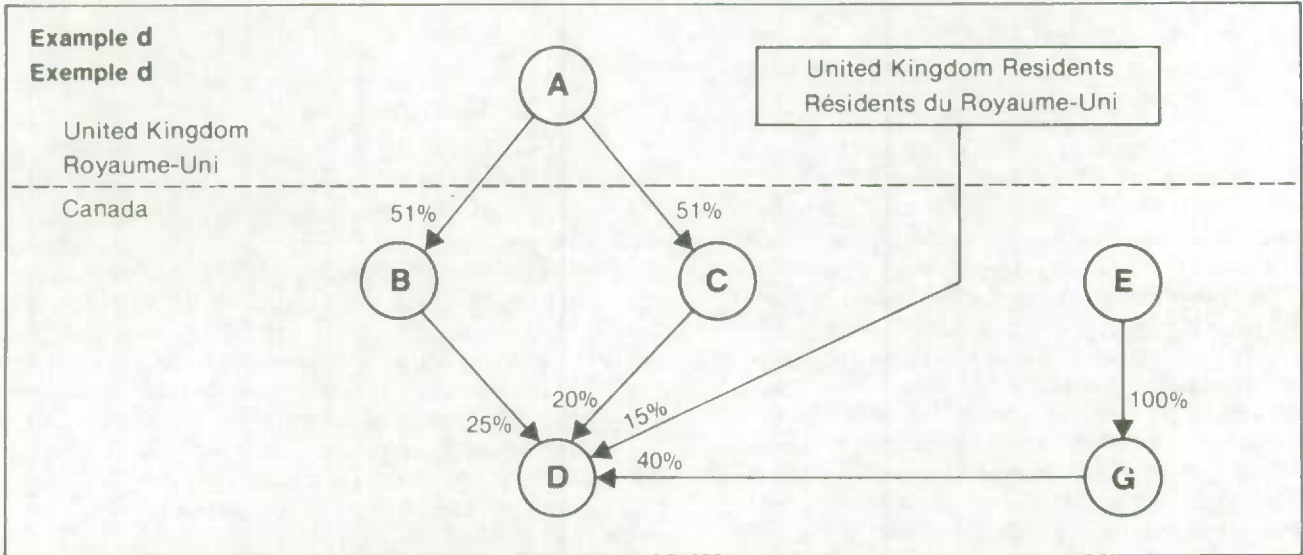 Example d
Exemple d
A
United Kingdom Residents
Résidents du Royaume-Uni
United Kingdom
Royaume-Uni
Canada
51%
51%
B
C
E
25%
20%
15%
100%
40%
D
G